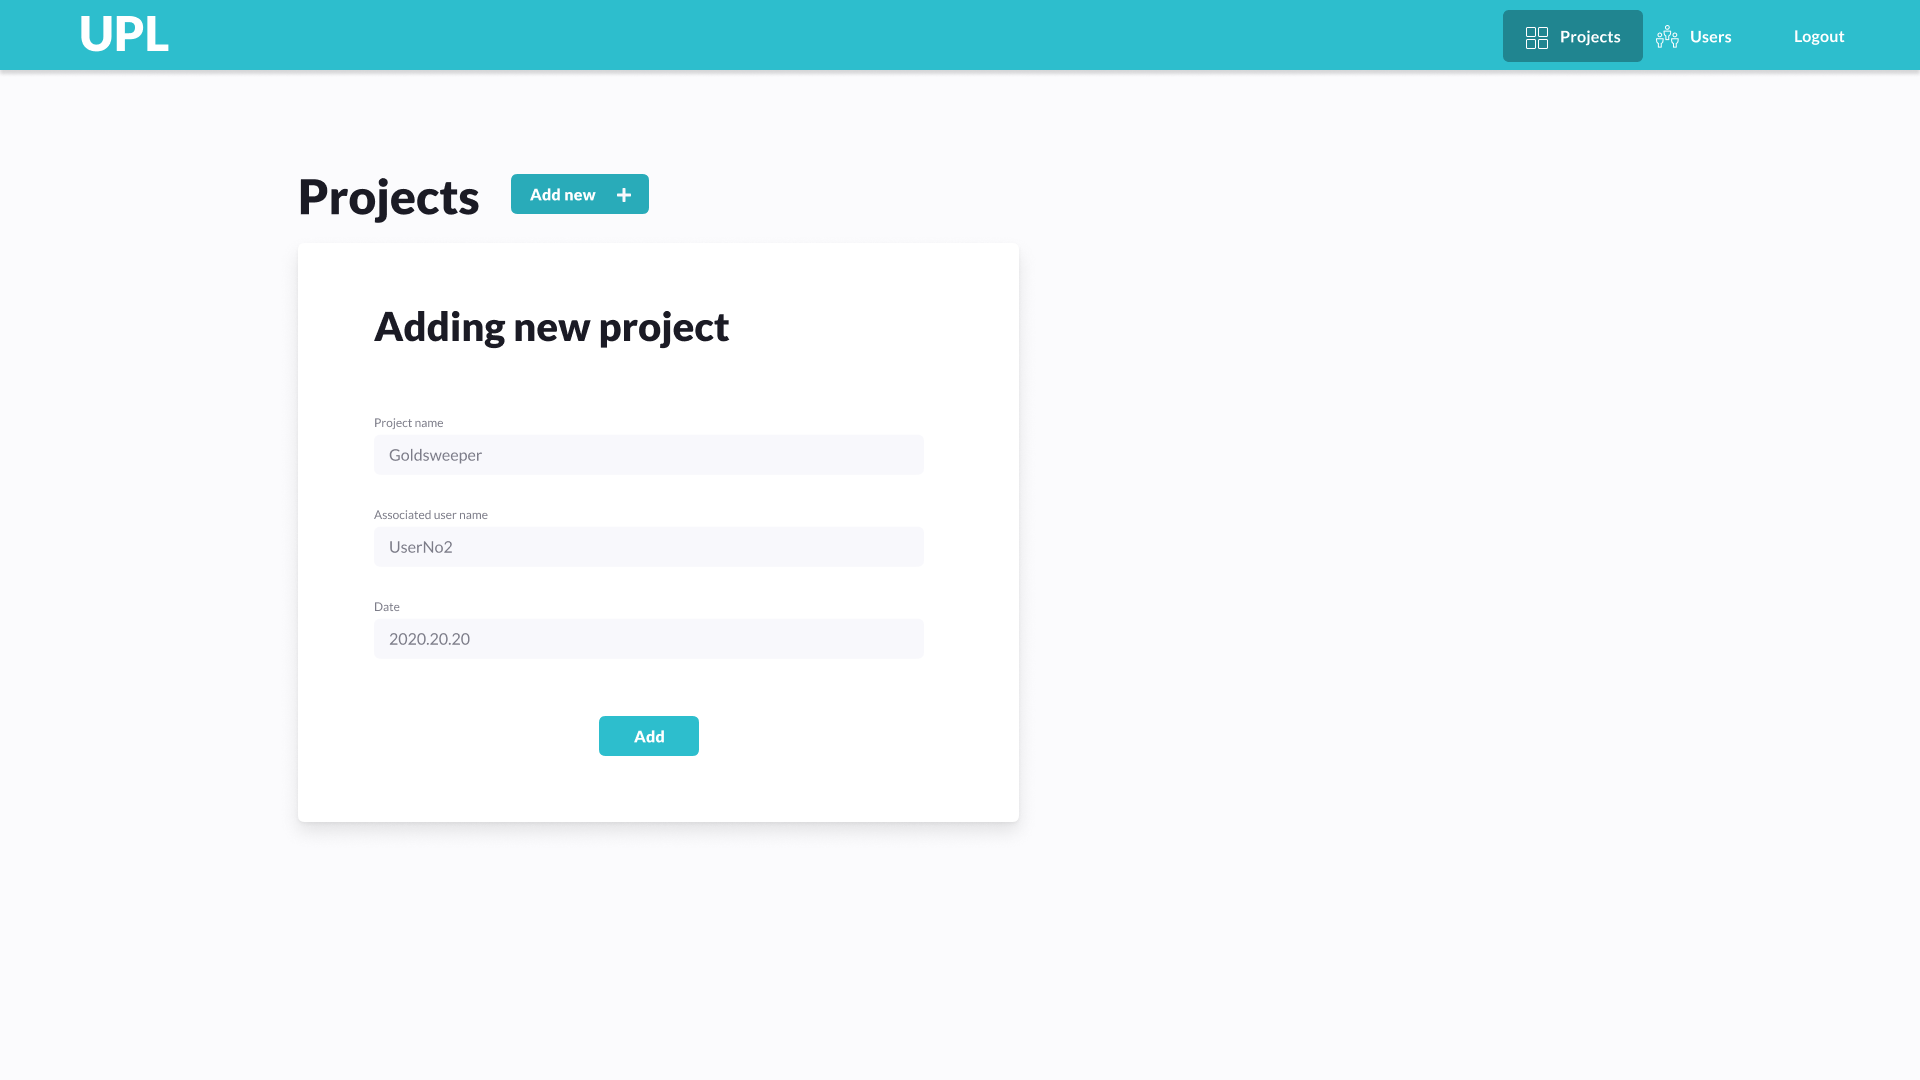 UPL
Projects
Users
Logout
Projects
Add new +
Adding new project
Project name
Goldsweeper
Associated user name
UserNo2
Date
2020.20.20
Add